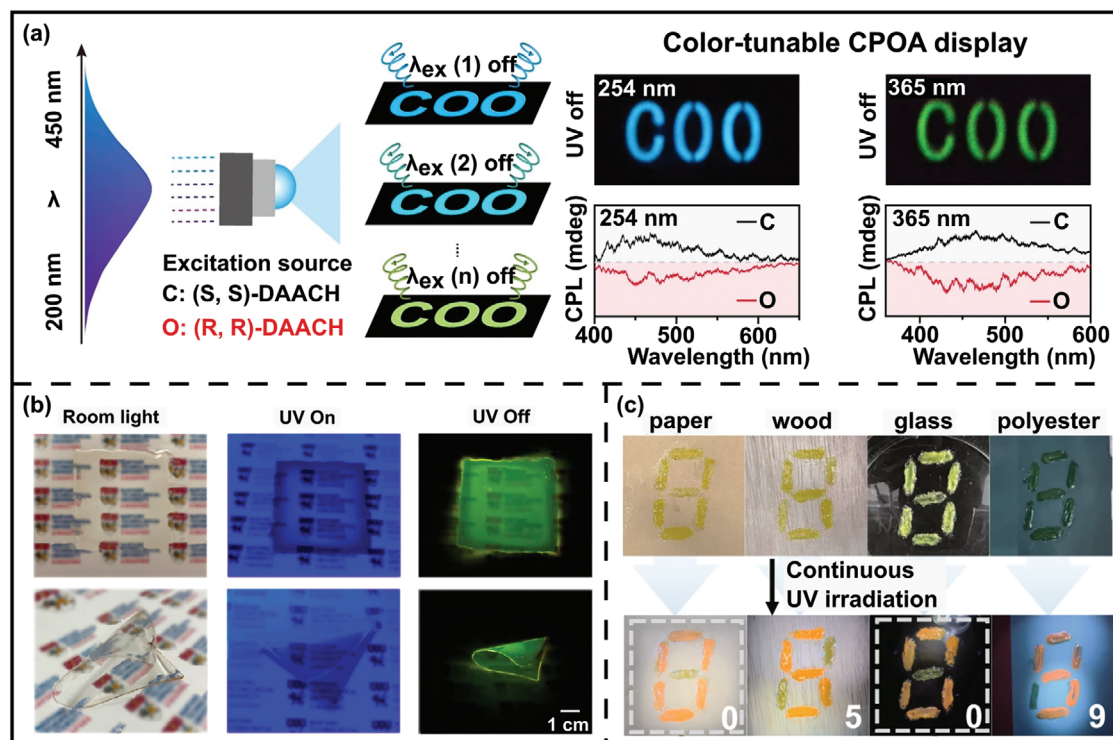 (a)
450 nm
λ
200 nm
Excitation source
C: (S, S)-DAACH
O: (R, R)-DAACH
λex (1) off
COO
λex (2) off
COO
⋮
λex (n) off
COO
Color-tunable CPOA display
UV off
254 nm
COO
UV off
365 nm
COO
CPL (mdeg)
254 nm
C
O
400 500 600
Wavelength (nm)
CPL (mdeg)
365 nm
C
O
400 500 600
Wavelength (nm)
(b)
Room light UV On UV Off
1 cm
(c)
paper wood glass polyester
Continuous
UV irradiation
0 5 0 9